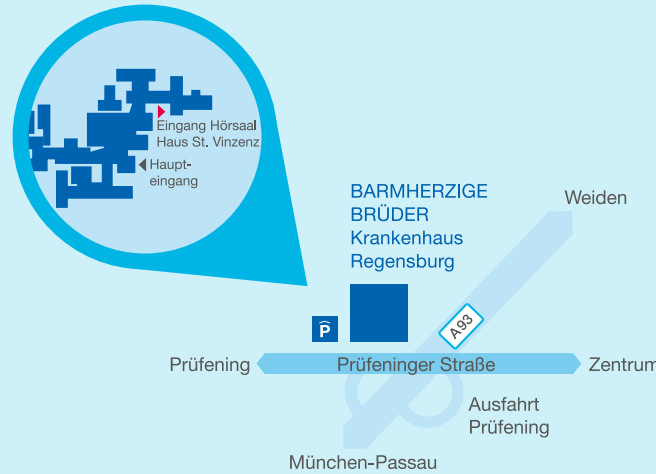 Eingang Hörsaal
Haus St. Vinzenz
Haupt-
eingang
BARMHERZIGE
BRÜDER
Krankenhaus
Regensburg
Weiden
P
A93
Prüfening
Prüfeninger Straße
Zentrum
Ausfahrt
Prüfening
München-Passau